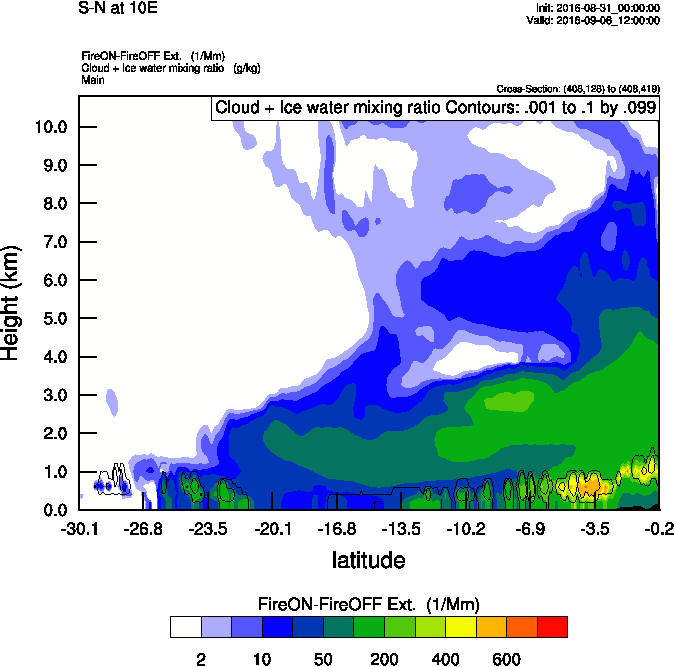 S-N at 10E
Init: 2016-08-31_00:00:00
Valid: 2016-09-06_12:00:00
FireON-FireOFF Ext. (1/Mm)
Cloud + Ice water mixing ratio (g/kg)
Main
Cross-Section: (408,128) to (408,419)
Cloud + Ice water mixing ratio Contours: .001 to .1 by .099
10.0
9.0
8.0
7.0
6.0
5.0
4.0
3.0
2.0
1.0
0.0
Height (km)
-30.1 -26.8 -23.5 -20.1 -16.8 -13.5 -10.2 -6.9 -3.5 -0.2
latitude
FireON-FireOFF Ext. (1/Mm)
2 10 50 200 400 600